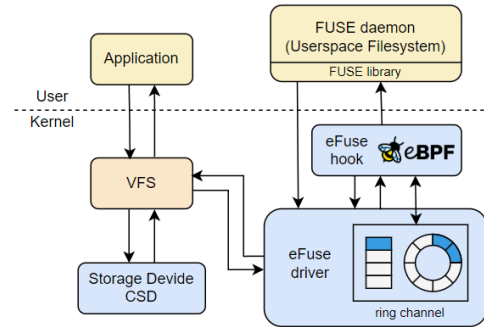 FUSE daemon
(Userspace Filesystem)
FUSE library
Application
User
Kernel
eFuse
hook
eBPF
VFS
eFuse
driver
Storage Devide
CSD
ring channel